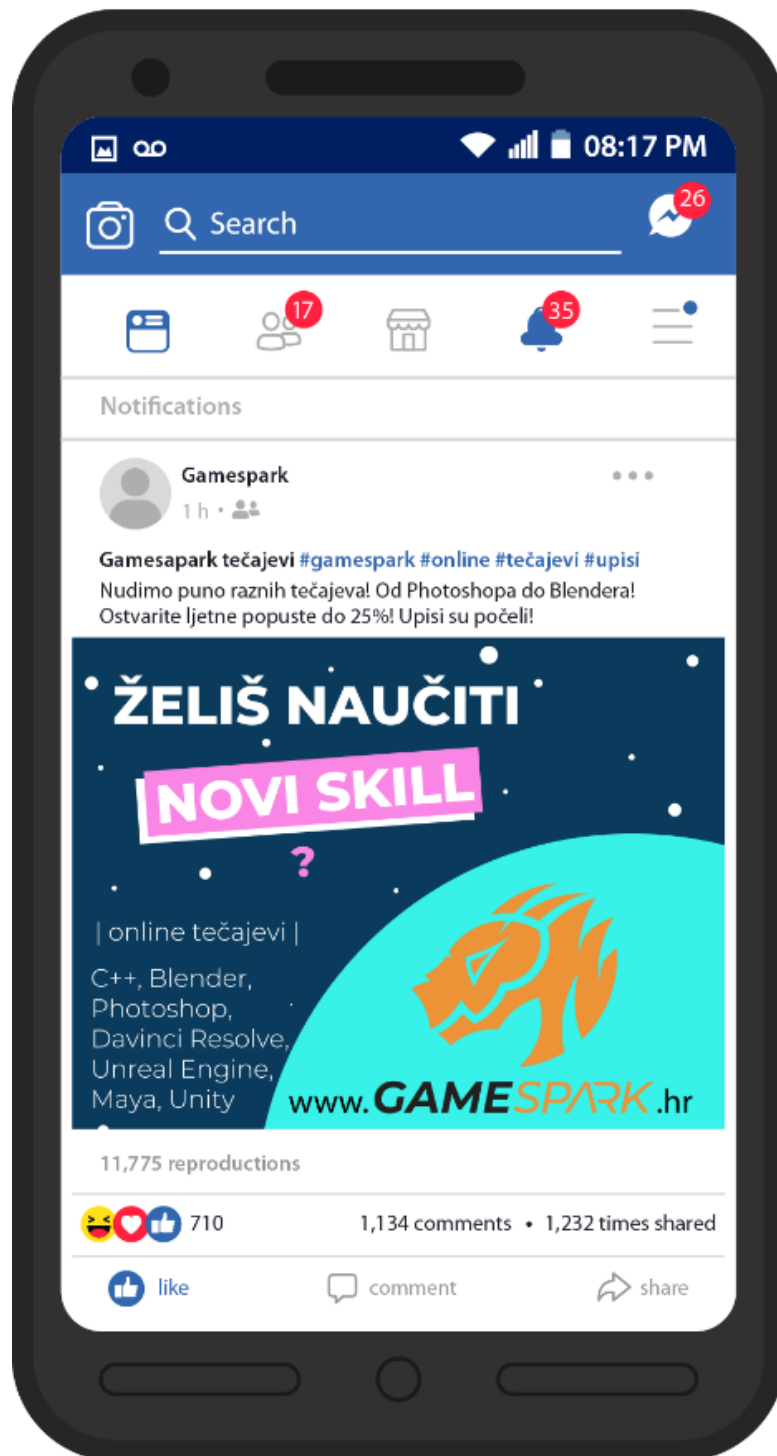 08:17 PM
Search
26
17
35
Notifications
Gamespark
1 h •
Gamesapark tečajevi #gamespark #online #tečajevi #upisi
Nudimo puno raznih tečajeva! Od Photoshopa do Blendera!
Ostvarite ljetne popuste do 25%! Upisi su počeli!
ŽELIŠ NAUČITI
NOVI SKILL
?
| online tečajevi |
C++, Blender,
Photoshop,
Davinci Resolve,
Unreal Engine,
Maya, Unity
www.GAMESPARK.hr
11,775 reproductions
710 1,134 comments • 1,232 times shared
like comment share